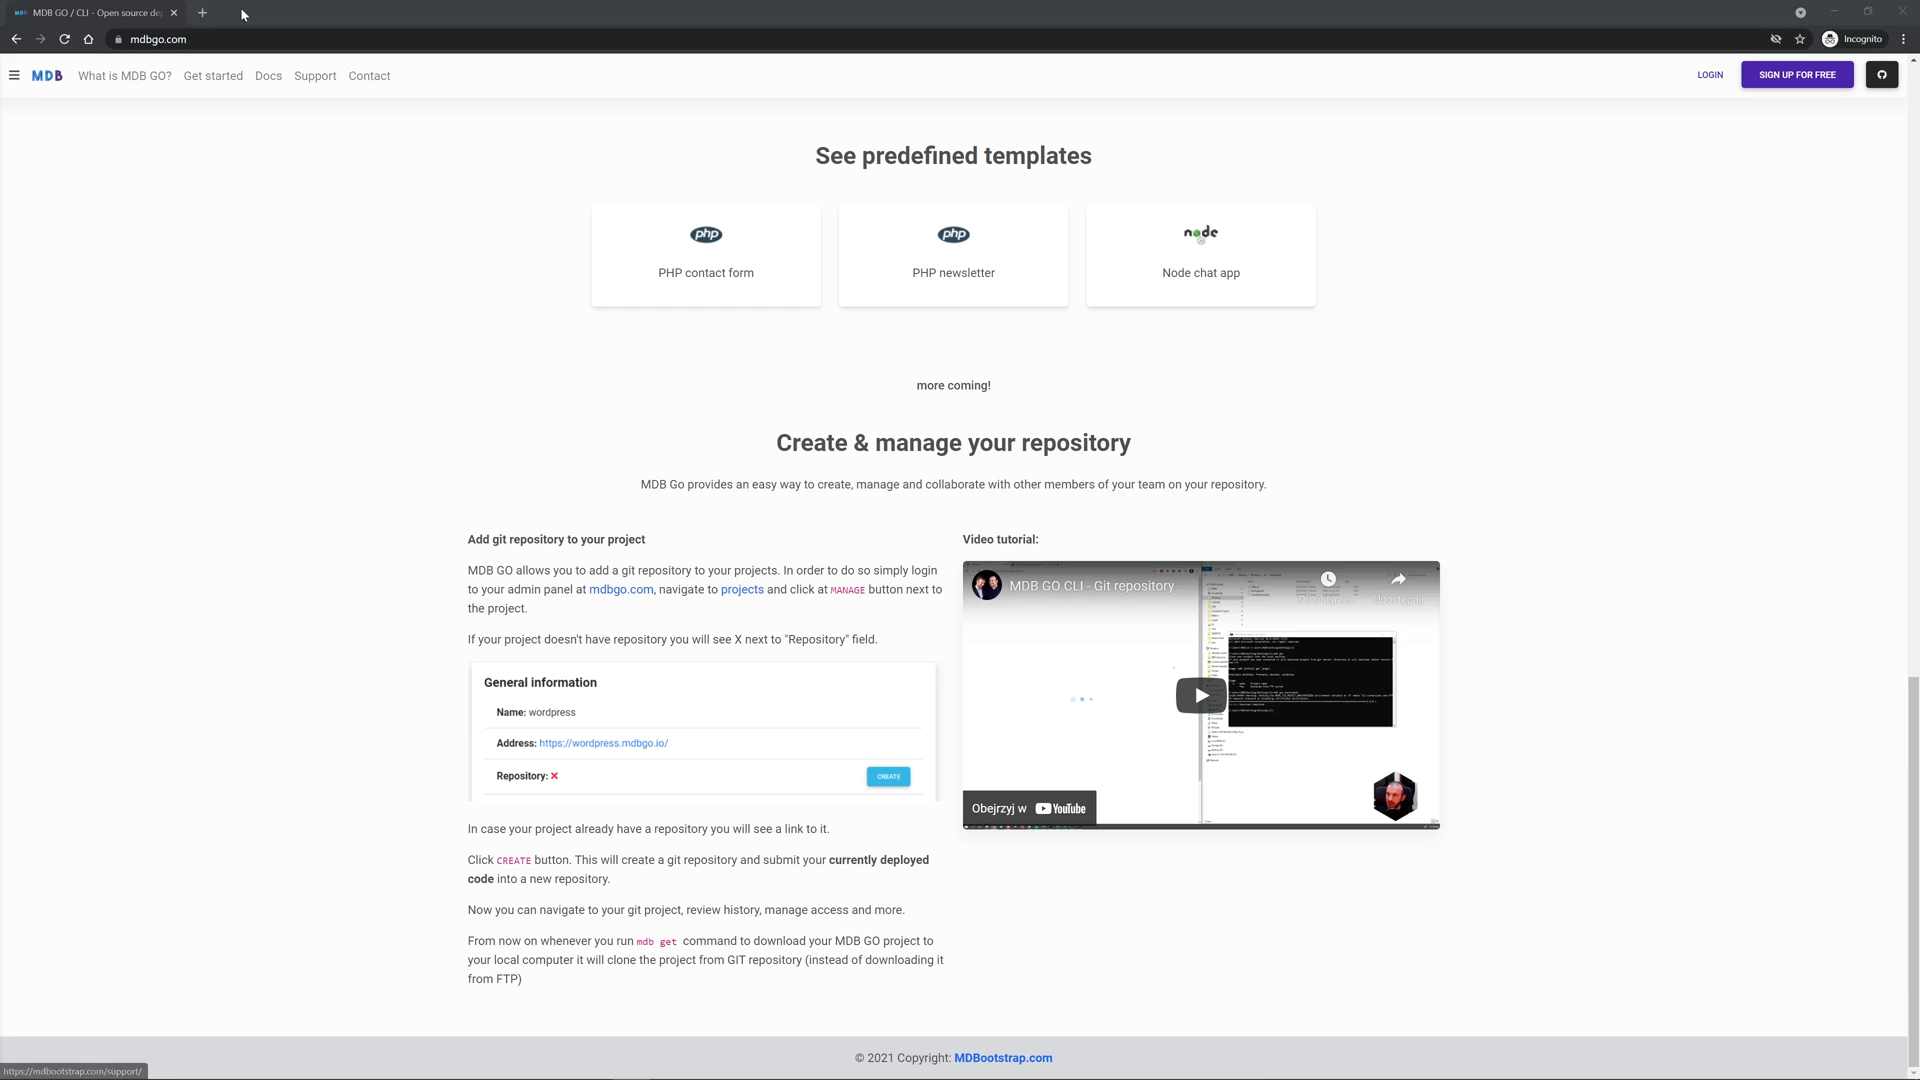 MDB GO / CLI - Open source de
mdbgo.com
Incognito
MDB
What is MDB GO?
Get started
Docs
Support
Contact
LOGIN
SIGN UP FOR FREE
See predefined templates
php
php
node
PHP contact form
PHP newsletter
Node chat app
more coming!
Create & manage your repository
MDB Go provides an easy way to create, manage and collaborate with other members of your team on your repository.
Add git repository to your project
MDB GO allows you to add a git repository to your projects. In order to do so simply login
to your admin panel at mdbgo.com, navigate to projects and click at MANAGE button next to
the project.
If your project doesn't have repository you will see X next to "Repository" field.
General information
Name: wordpress
Address: https://wordpress.mdbgo.io/
Repository:
CREATE
In case your project already have a repository you will see a link to it.
Click CREATE button. This will create a git repository and submit your currently deployed
code into a new repository.
Now you can navigate to your git project, review history, manage access and more.
From now on whenever you run mdb get command to download your MDB GO project to
your local computer it will clone the project from GIT repository (instead of downloading it
from FTP)
Video tutorial:
MDB GO CLI - Git repository
Udostępnij
Obejrzyj w YouTube
© 2021 Copyright: MDBootstrap.com
https://mdbootstrap.com/support/